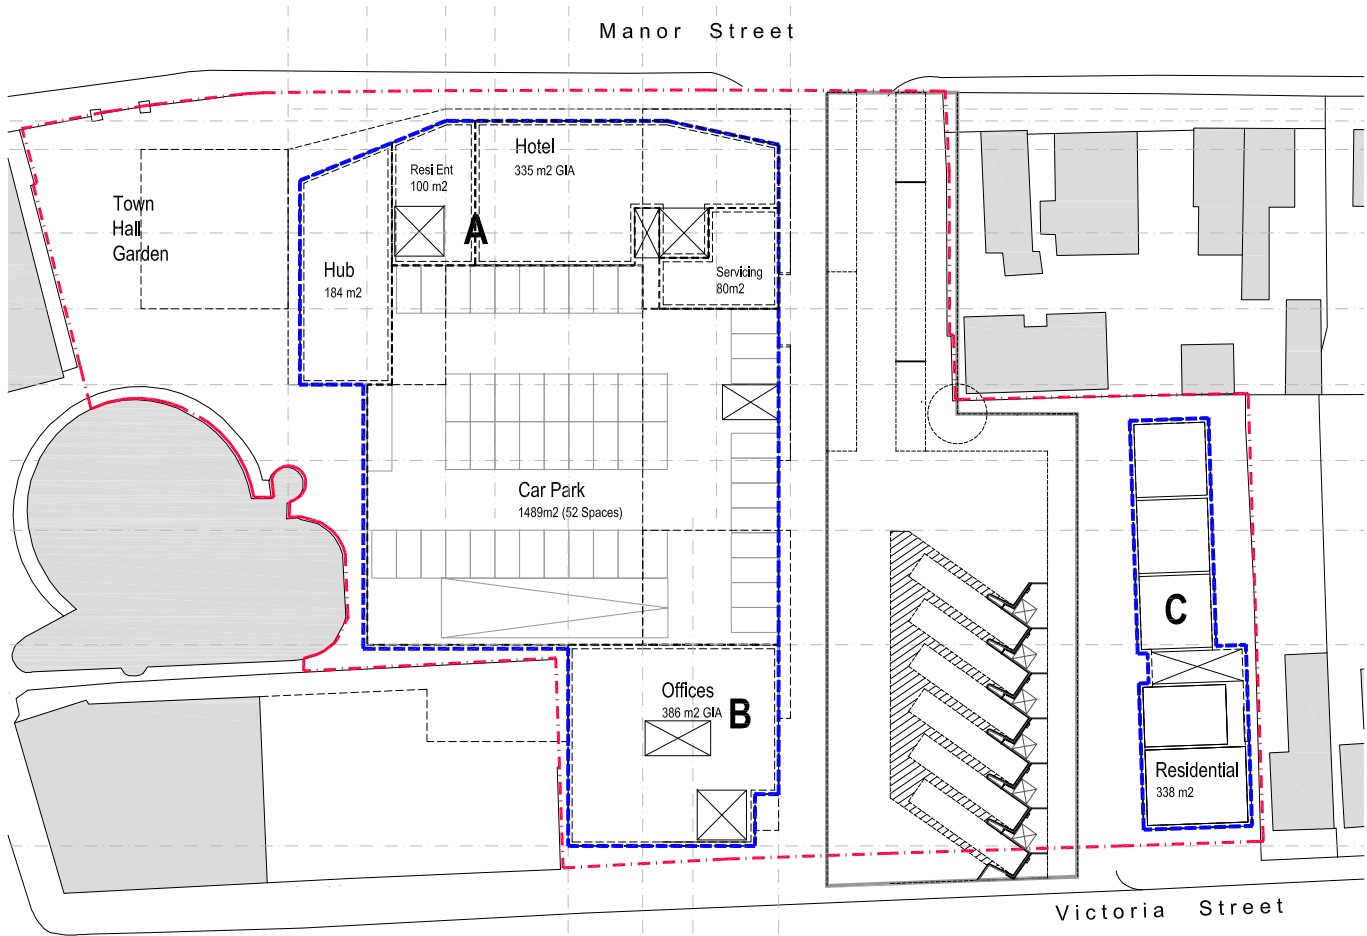 Manor Street
Hotel
335 m2 GIA
Resi Ent
100 m2
Town
Hall
Garden
A
Hub
184 m2
Servicing
80m2
Car Park
1489m2 (52 Spaces)
C
Offices
386 m2 GIA
B
Residential
338 m2
Victoria Street